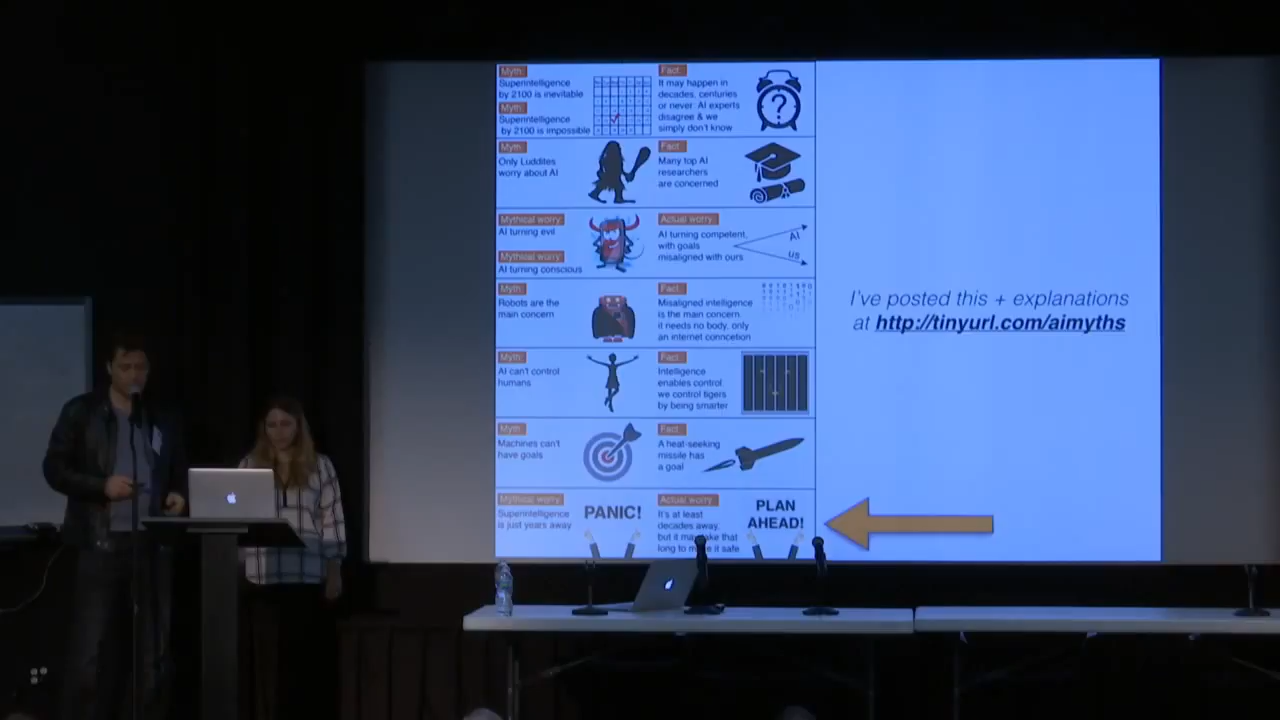 Myth:
Superintelligence
by 2100 is inevitable
Myth:
Superintelligence
by 2100 is impossible
Fact:
It may happen in
decades, centuries
or never: AI experts
disagree & we
simply don't know
?
Myth:
Only Luddites
worry about AI
Fact:
Many top AI
researchers
are concerned
Mythical worry:
AI turning evil
Mythical worry:
AI turning conscious
Actual worry:
AI turning competent,
with goals
misaligned with ours
AI
us
Myth:
Robots are the
main concern
Fact:
Misaligned intelligence
is the main concern:
it needs no body, only
an internet conncetion
Myth:
AI can't control
humans
Fact:
Intelligence
enables control:
we control tigers
by being smarter
Myth:
Machines can't
have goals
Fact:
A heat-seeking
missile has
a goal
Mythical worry:
Superintelligence
is just years away
PANIC!
Actual worry:
It's at least
decades away,
but it may take that
long to make it safe
PLAN
AHEAD!
I've posted this + explanations
at http://tinyurl.com/aimyths